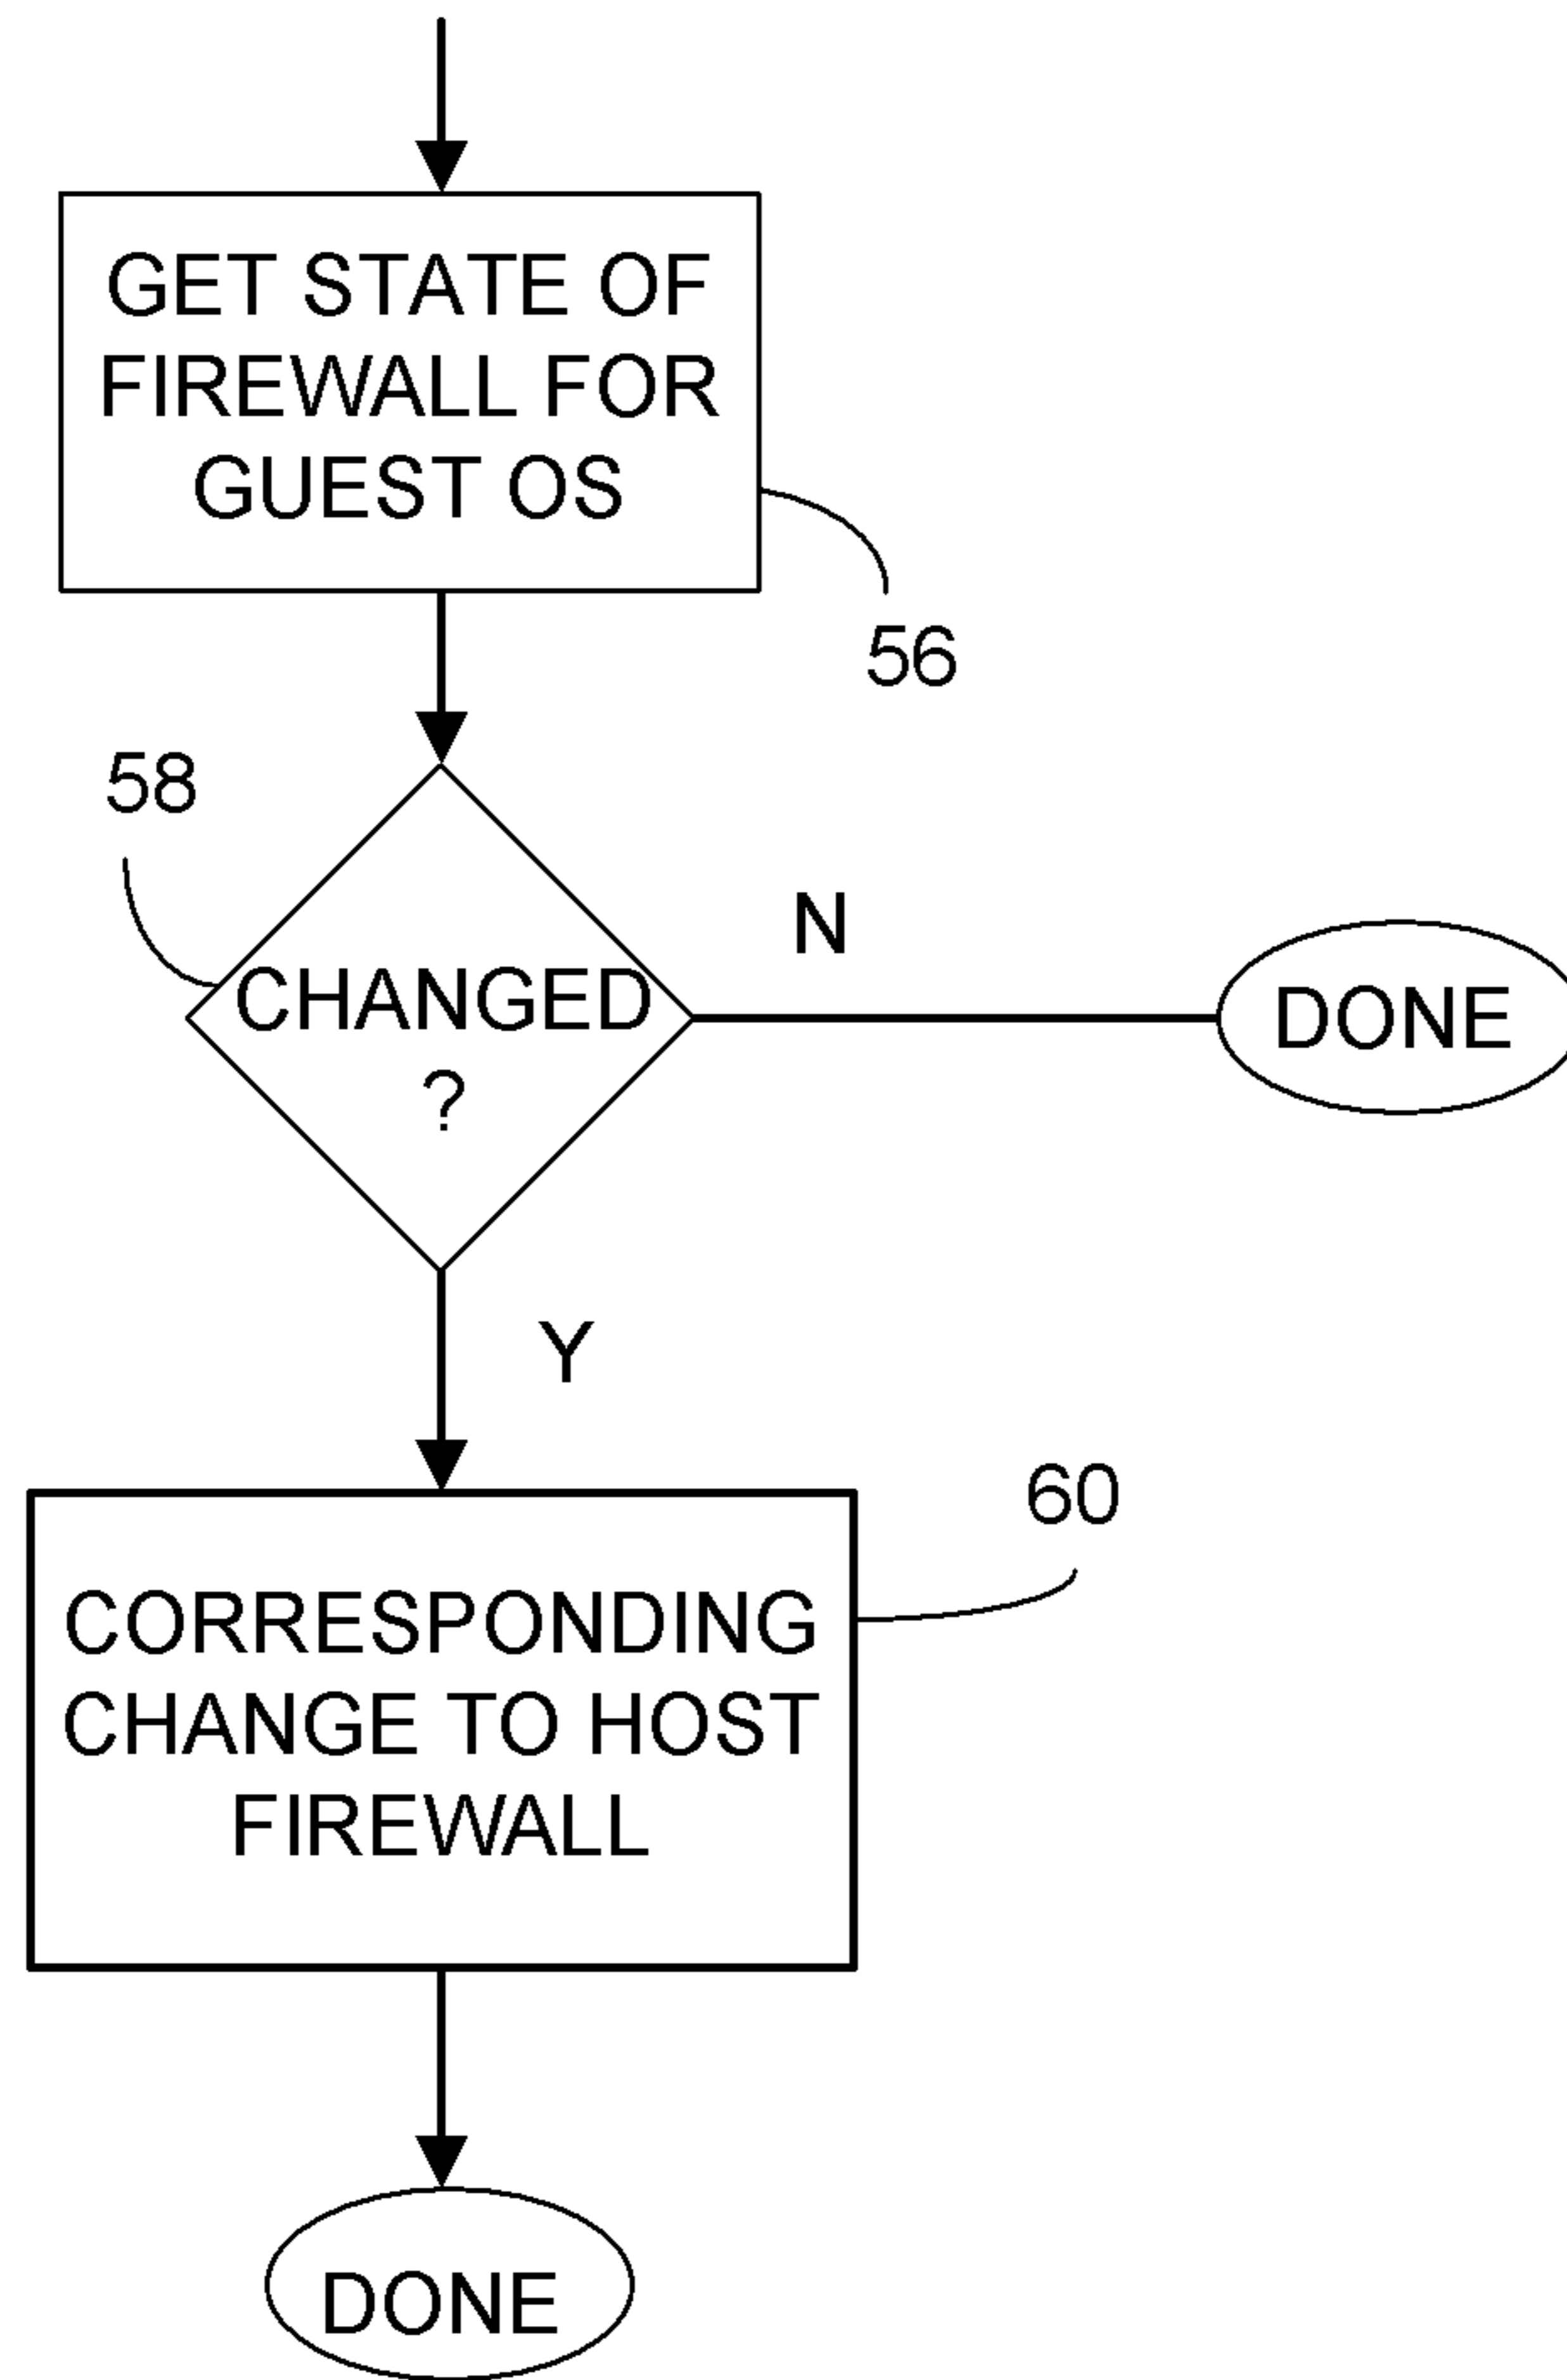 GET STATE OF
FIREWALL FOR
GUEST OS
56
58
CHANGED
?
N
DONE
Y
60
CORRESPONDING
CHANGE TO HOST
FIREWALL
DONE